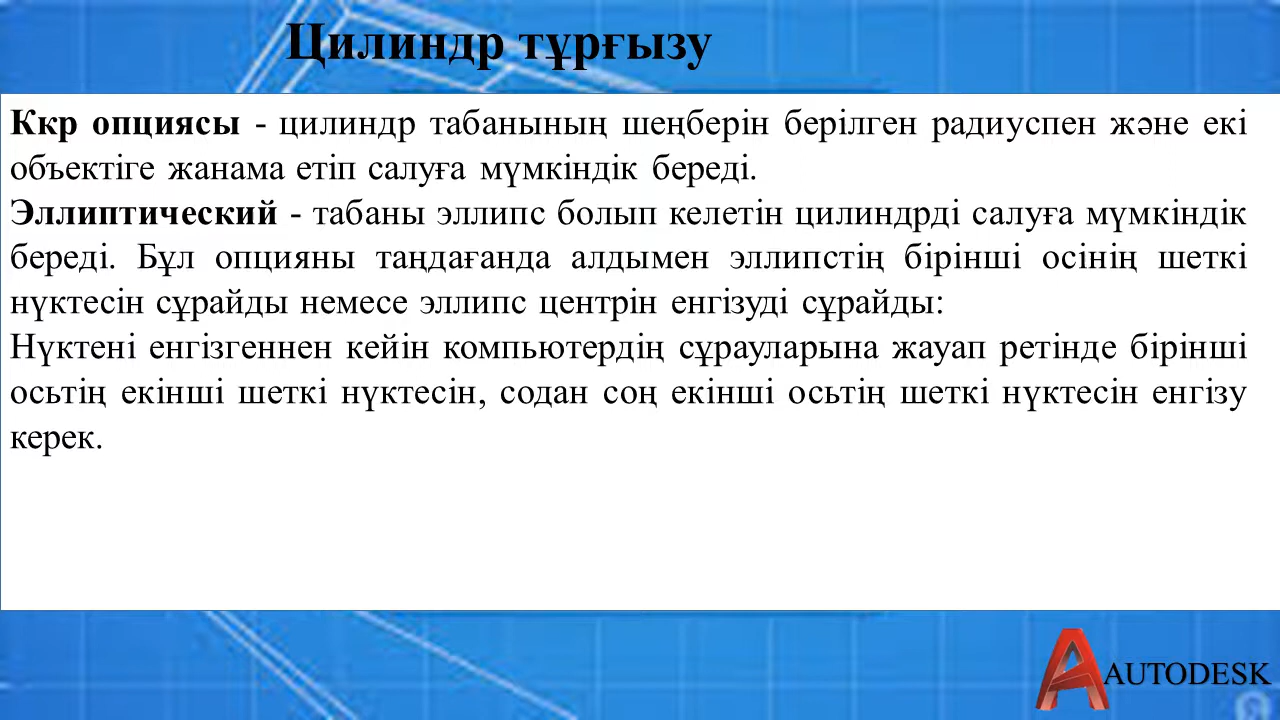 Цилиндр тұрғызу
Ккр опциясы - цилиндр табанының шеңберін берілген радиуспен және екі
объектіге жанама етіп салуға мүмкіндік береді.
Эллиптический - табаны эллипс болып келетін цилиндрді салуға мүмкіндік
береді. Бұл опцияны таңдағанда алдымен эллипстің бірінші осінің шеткі
нүктесін сұрайды немесе эллипс центрін енгізуді сұрайды:
Нүктені енгізгеннен кейін компьютердің сұрауларына жауап ретінде бірінші
осьтің екінші шеткі нүктесін, содан соң екінші осьтің шеткі нүктесін енгізу
керек.
AUTODESK